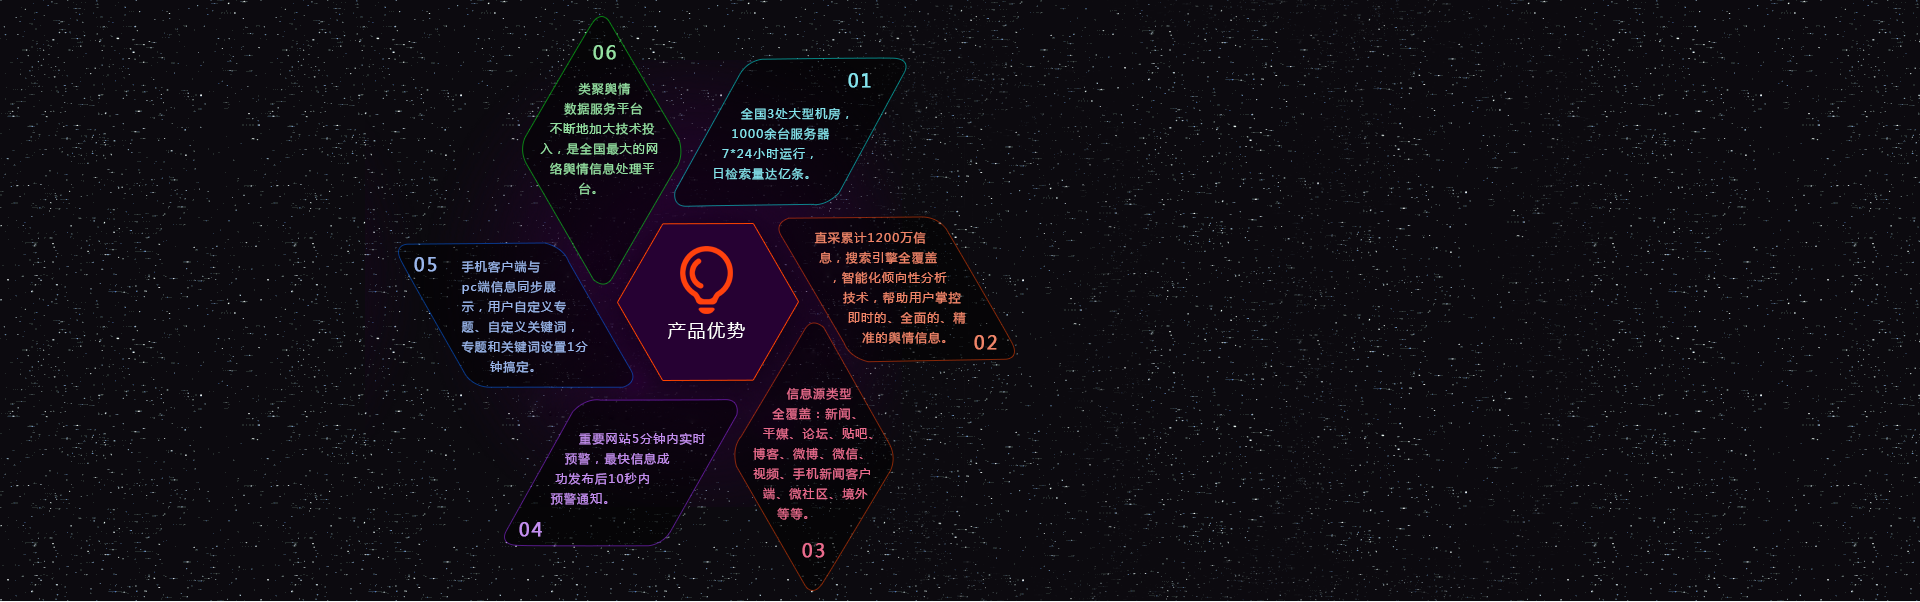 06
类聚舆情
数据服务平台
不断地加大技术投
入，是全国最大的网
络舆情信息处理平
台。
01
全国3处大型机房，
1000余台服务器
7*24小时运行，
日检索量达亿条。
直采累计1200万信
息，搜索引擎全覆盖
，智能化倾向性分析
技术，帮助用户掌控
即时的、全面的、精
准的舆情信息。
02
产品优势
05
手机客户端与
pc端信息同步展
示，用户自定义专
题、自定义关键词，
专题和关键词设置1分
钟搞定。
信息源类型
全覆盖：新闻、
平媒、论坛、贴吧、
博客、微博、微信、
视频、手机新闻客户
端、微社区、境外
等等。
03
重要网站5分钟内实时
预警，最快信息成
功发布后10秒内
预警通知。
04